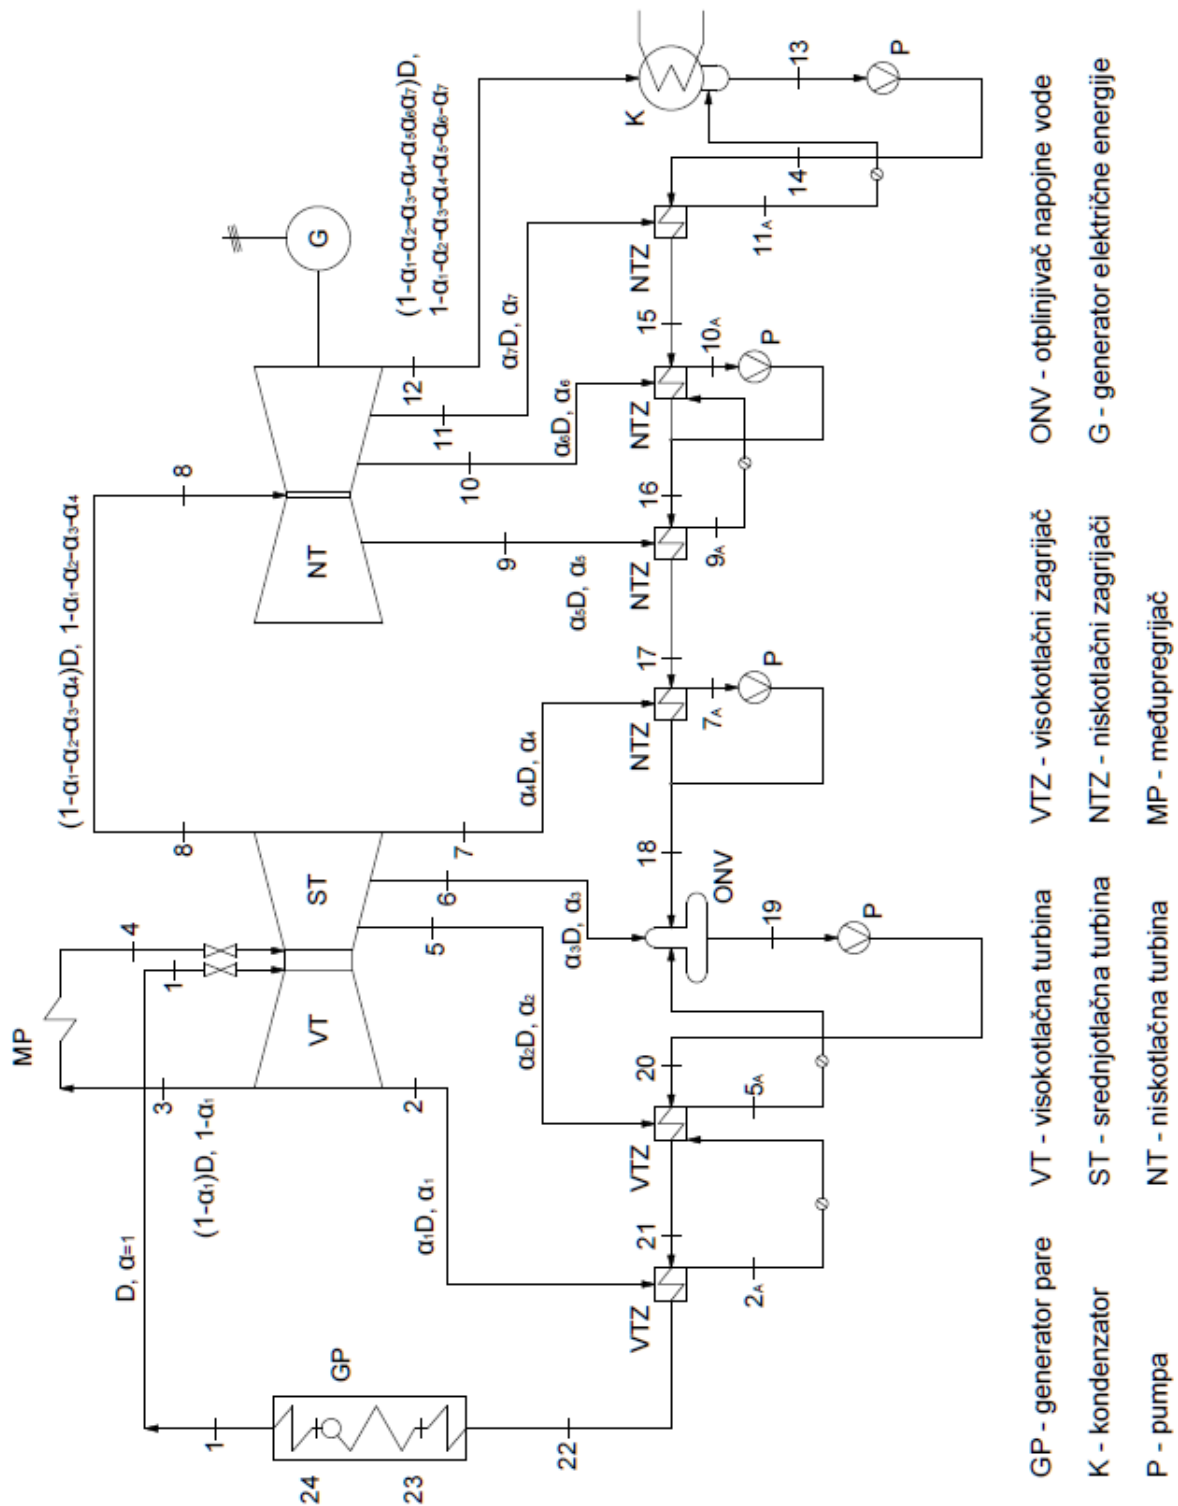 MP
(1-α₁-α₂-α₃-α₄)D, 1-α₁-α₂-α₃-α₄
D, α=1
1
4
3
(1-α₁)D, 1-α₁
1
8
8
G
GP
24
23
VT
ST
NT
(1-α₁-α₂-α₃-α₄-α₅α₆α₇)D,
1-α₁-α₂-α₃-α₄-α₅-α₆-α₇
2
5
6
7
9
10
11
12
α₁D, α₁
α₂D, α₂
α₃D, α₃
α₄D, α₄
α₅D, α₅
α₆D, α₆
α₇D, α₇
22
VTZ
21
VTZ
20
18
NTZ
17
NTZ
16
NTZ
15
NTZ
K
ONV
2A
5A
19
7A
9A
10A
11A
14
13
P
P
P
P
GP - generator pare
VT - visokotlačna turbina
VTZ - visokotlačni zagrijač
ONV - otplinjivač napojne vode
K - kondenzator
ST - srednjotlačna turbina
NTZ - niskotlačni zagrijači
G - generator električne energije
P - pumpa
NT - niskotlačna turbina
MP - međupregrijač